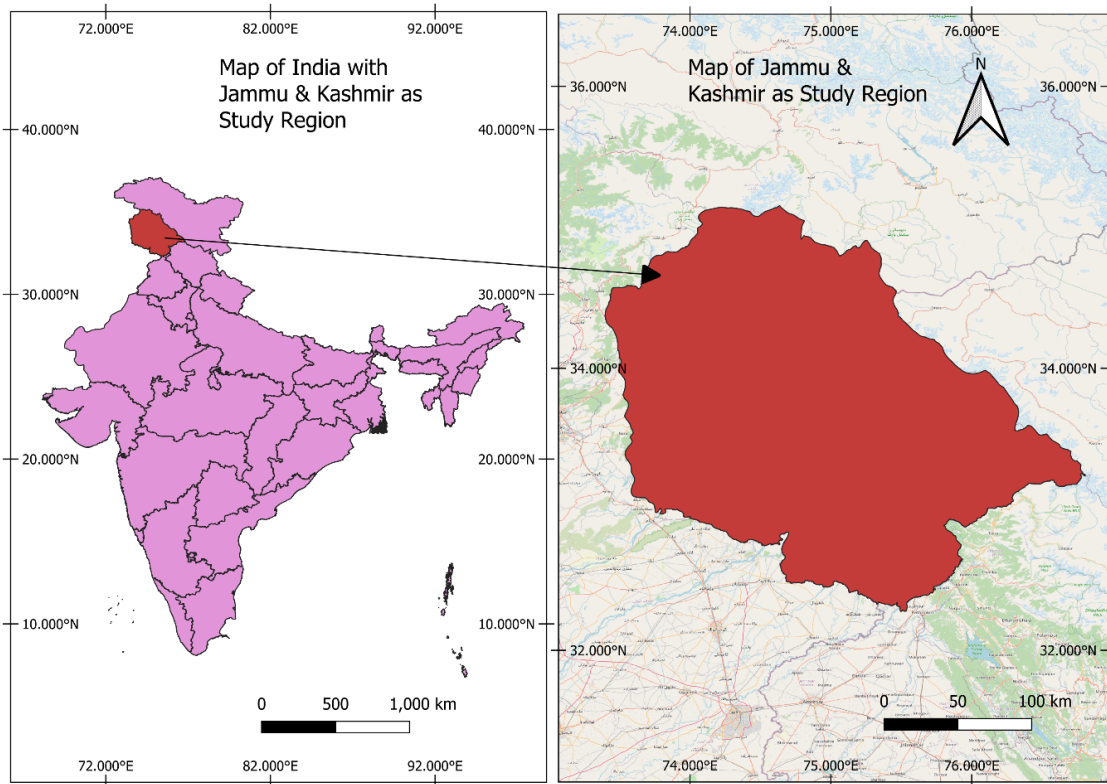 72.000°E 82.000°E 92.000°E
Map of India with
Jammu & Kashmir as
Study Region
40.000°N 40.000°N
30.000°N 30.000°N
20.000°N 20.000°N
10.000°N 10.000°N
0 500 1,000 km
72.000°E 82.000°E 92.000°E
74.000°E 75.000°E 76.000°E
Map of Jammu &
Kashmir as Study Region
N
36.000°N 36.000°N
34.000°N 34.000°N
32.000°N 32.000°N
0 50 100 km
74.000°E 75.000°E 76.000°E